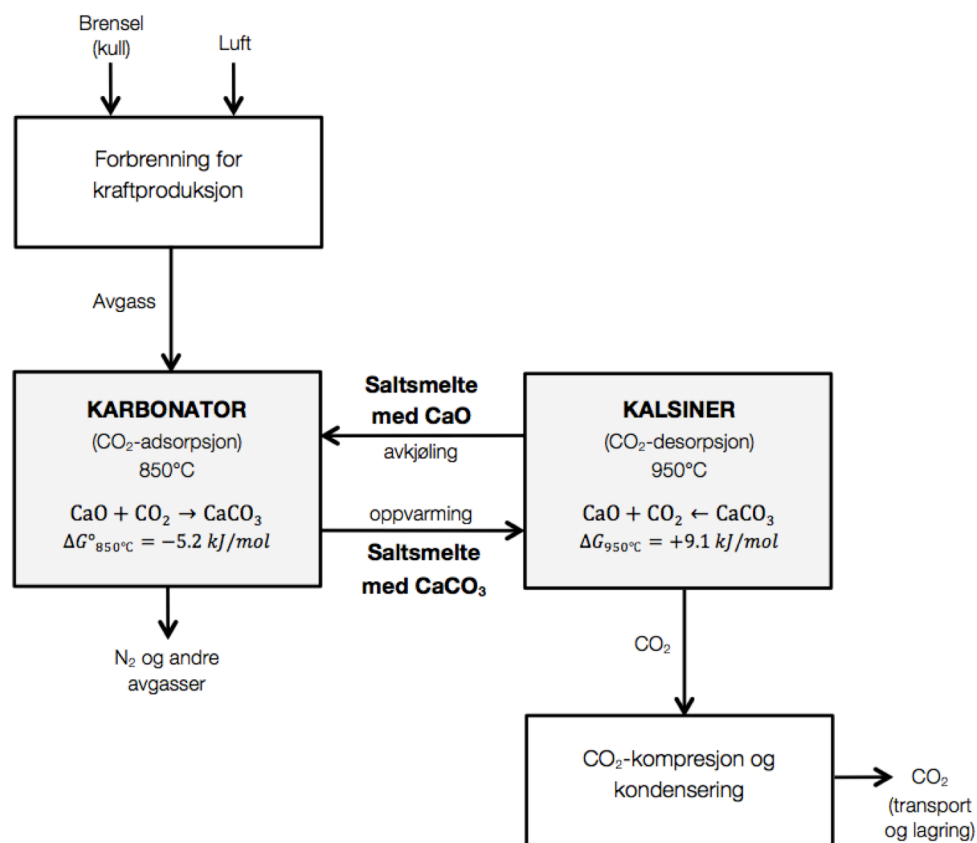 Brensel
(kull)
Luft
Forbrenning for
kraftproduksjon
Avgass
KARBONATOR
(CO₂-adsorpsjon)
850°C
CaO + CO₂ → CaCO₃
ΔG°₈₅₀℃ = −5.2 kJ/mol
Saltsmelte
med CaO
avkjøling
oppvarming
Saltsmelte
med CaCO₃
KALSINER
(CO₂-desorpsjon)
950°C
CaO + CO₂ ← CaCO₃
ΔG₉₅₀℃ = +9.1 kJ/mol
N₂ og andre
avgasser
CO₂
CO₂-kompresjon og
kondensering
CO₂
(transport
og lagring)